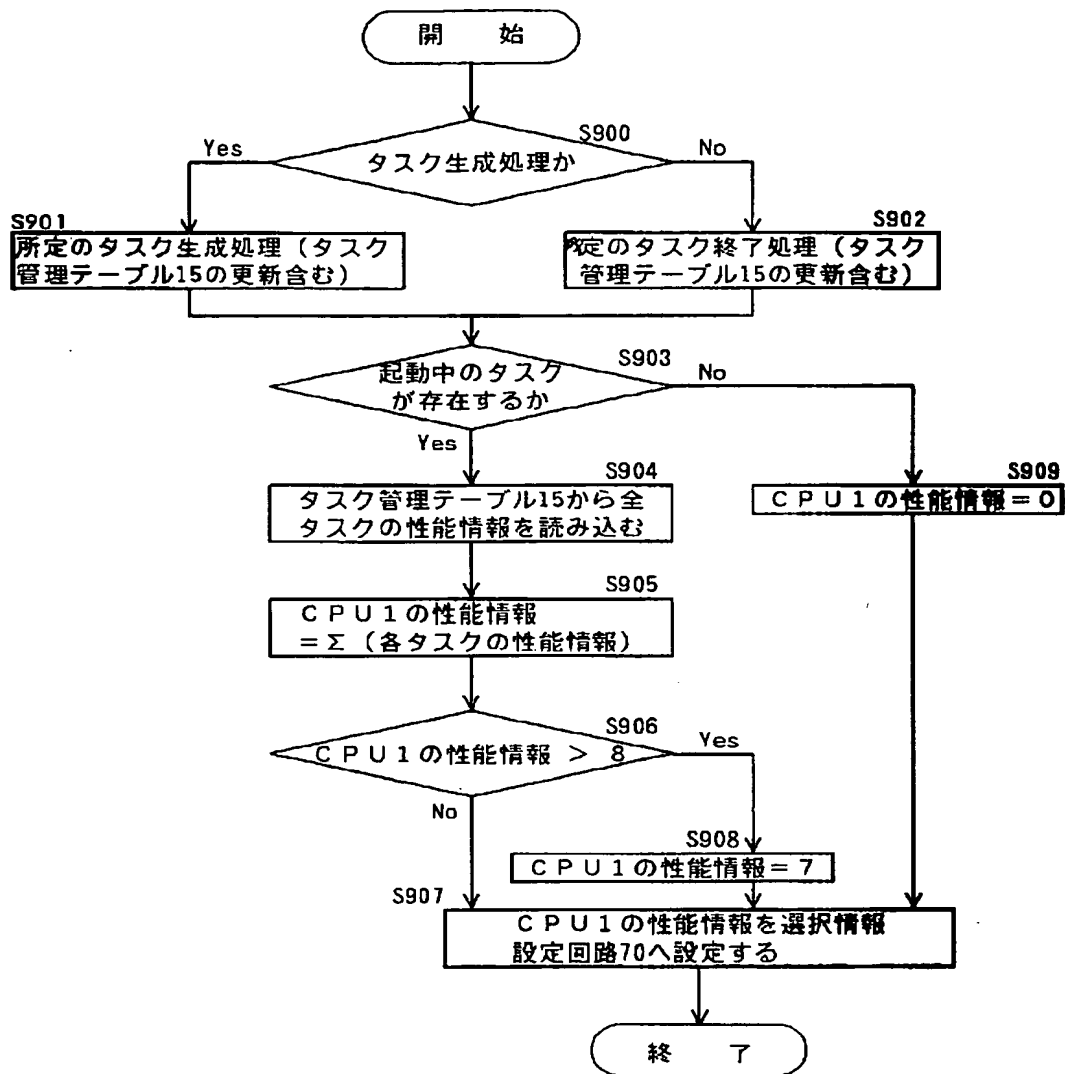 開 始
S900
Yes
タスク生成処理か
No
S901
所定のタスク生成処理（タスク
管理テーブル15の更新含む）
S902
定のタスク終了処理（タスク
管理テーブル15の更新含む）
S903
起動中のタスク
が存在するか
No
Yes
S904
タスク管理テーブル15から全
タスクの性能情報を読み込む
S909
ＣＰＵ１の性能情報＝０
S905
ＣＰＵ１の性能情報
＝Σ（各タスクの性能情報）
S906
ＣＰＵ１の性能情報 ＞ ８
Yes
No
S908
ＣＰＵ１の性能情報＝７
S907
ＣＰＵ１の性能情報を選択情報
設定回路70へ設定する
終 了